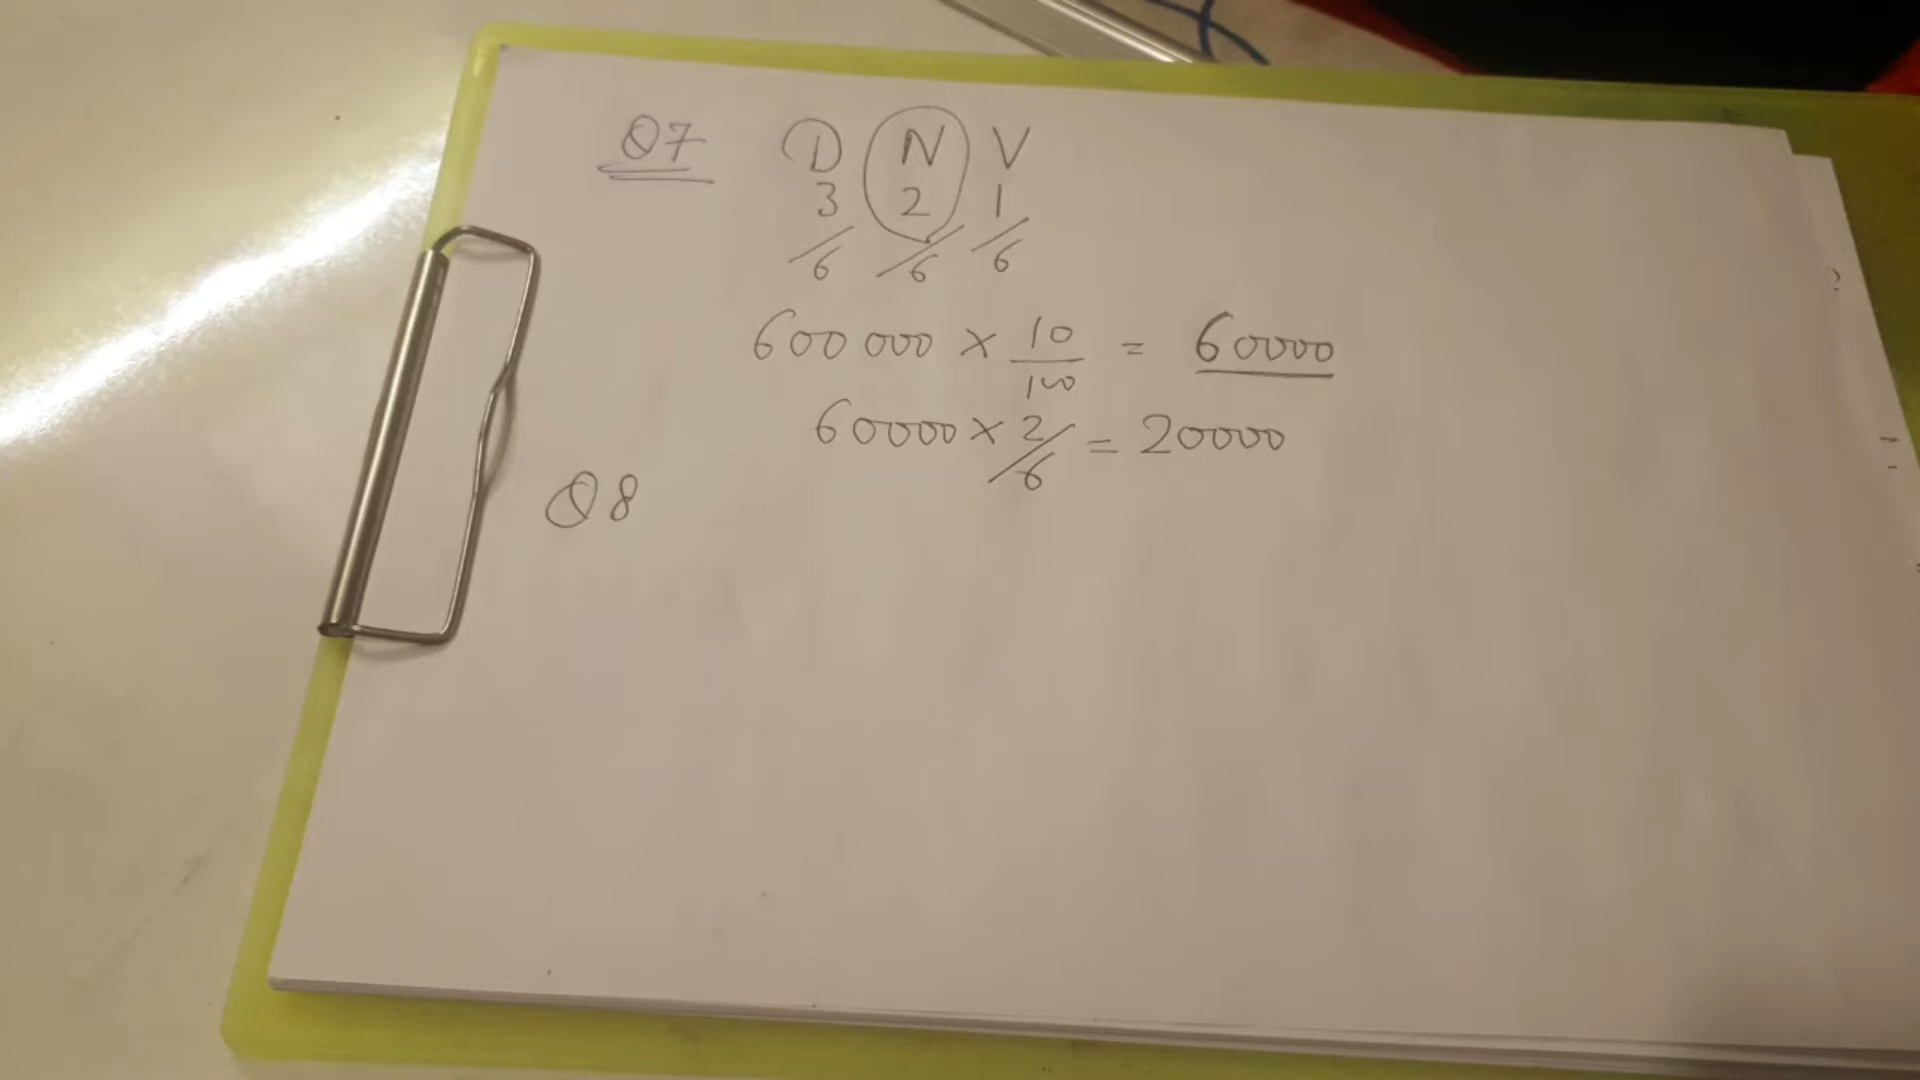 Q7 D N V
3 2 1
/6 /6 /6
600 000 × 10/100 = 60000
60000 × 2/6 = 20000
Q8